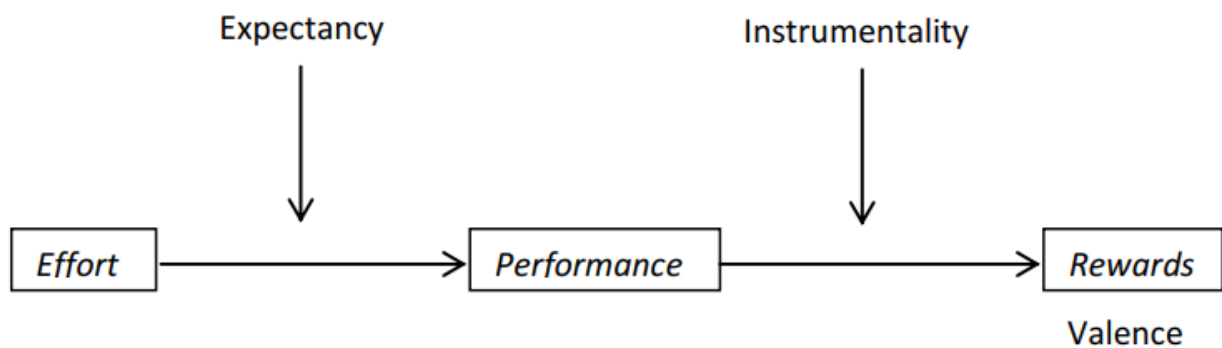 Expectancy
Instrumentality
Effort
Performance
Rewards
Valence